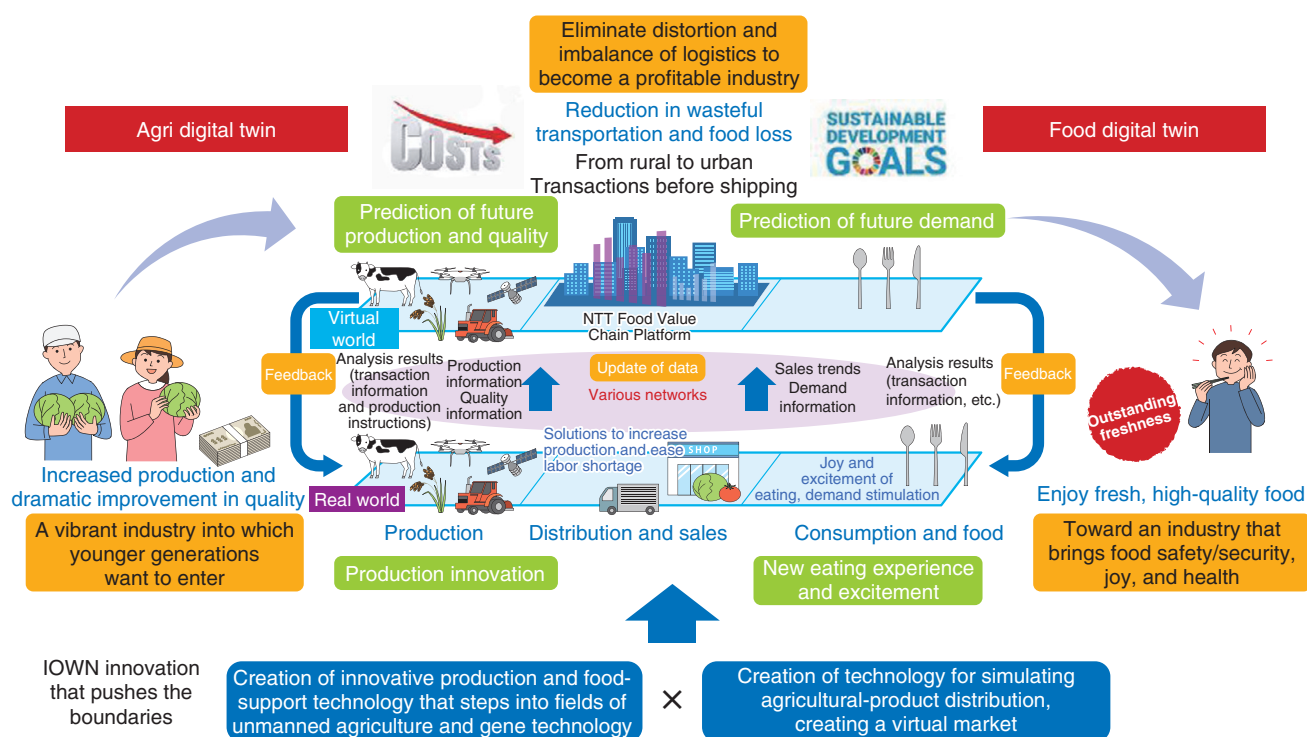 Eliminate distortion and
imbalance of logistics to
become a profitable industry
Agri digital twin
COSTS
Reduction in wasteful
transportation and food loss
From rural to urban
Transactions before shipping
SUSTAINABLE
DEVELOPMENT
GOALS
Food digital twin
Prediction of future
production and quality
Prediction of future demand
Virtual
world
NTT Food Value
Chain Platform
Feedback
Analysis results
(transaction
information
and production
instructions)
Production
information
Quality
information
Update of data
Various networks
Sales trends
Demand
information
Analysis results
(transaction
information, etc.)
Feedback
Outstanding
freshness
Solutions to increase
production and ease
labor shortage
SHOP
Joy and
excitement of
eating, demand stimulation
Real world
Increased production and
dramatic improvement in quality
A vibrant industry into which
younger generations
want to enter
Production
Distribution and sales
Consumption and food
Production innovation
New eating experience
and excitement
Enjoy fresh, high-quality food
Toward an industry that
brings food safety/security,
joy, and health
IOWN innovation
that pushes the
boundaries
Creation of innovative production and food-
support technology that steps into fields of
unmanned agriculture and gene technology
×
Creation of technology for simulating
agricultural-product distribution,
creating a virtual market